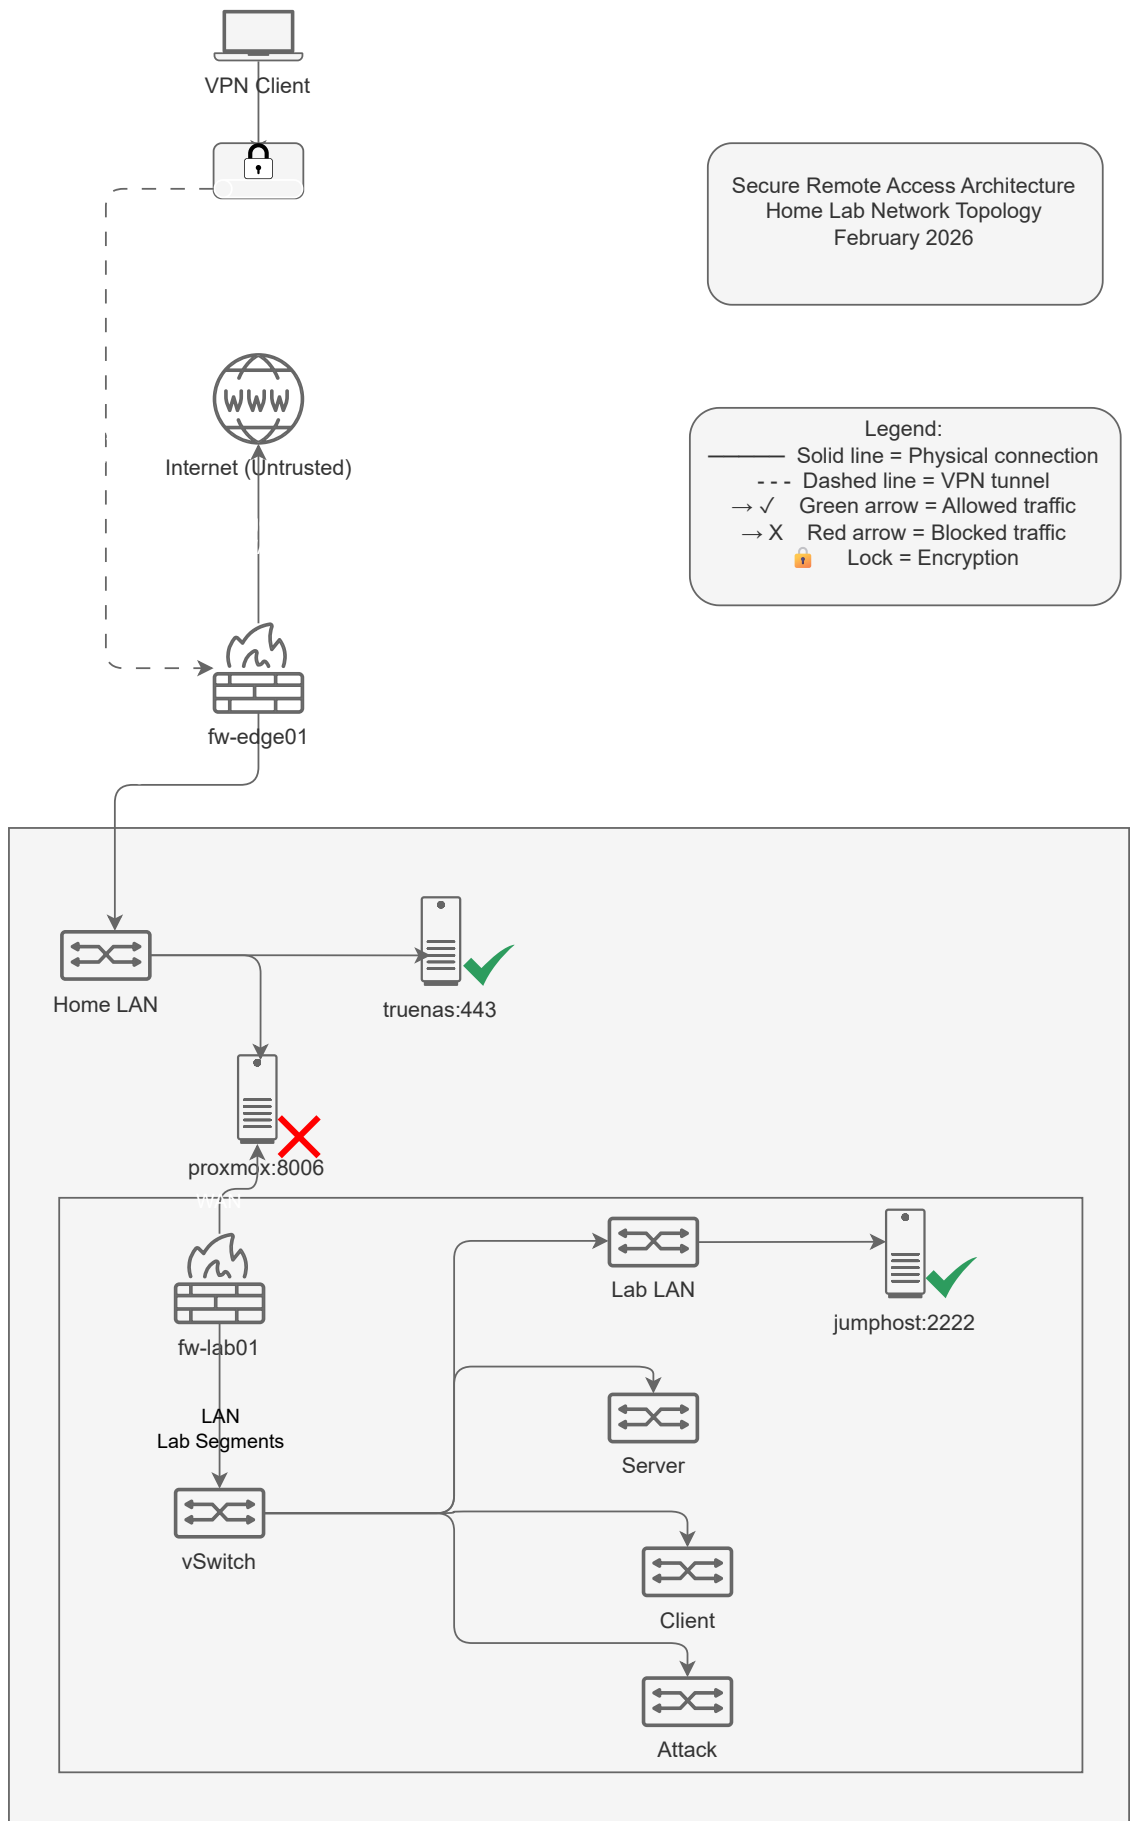 VPN Client
Secure Remote Access Architecture
Home Lab Network Topology
February 2026
WWW
Internet (Untrusted)
Legend:
———— Solid line = Physical connection
--- Dashed line = VPN tunnel
→ ✓ Green arrow = Allowed traffic
→ X Red arrow = Blocked traffic
🔒 Lock = Encryption
fw-edge01
Home LAN
truenas:443
proxmox:8006
WAN
Lab LAN
jumphost:2222
fw-lab01
LAN
Lab Segments
Server
vSwitch
Client
Attack